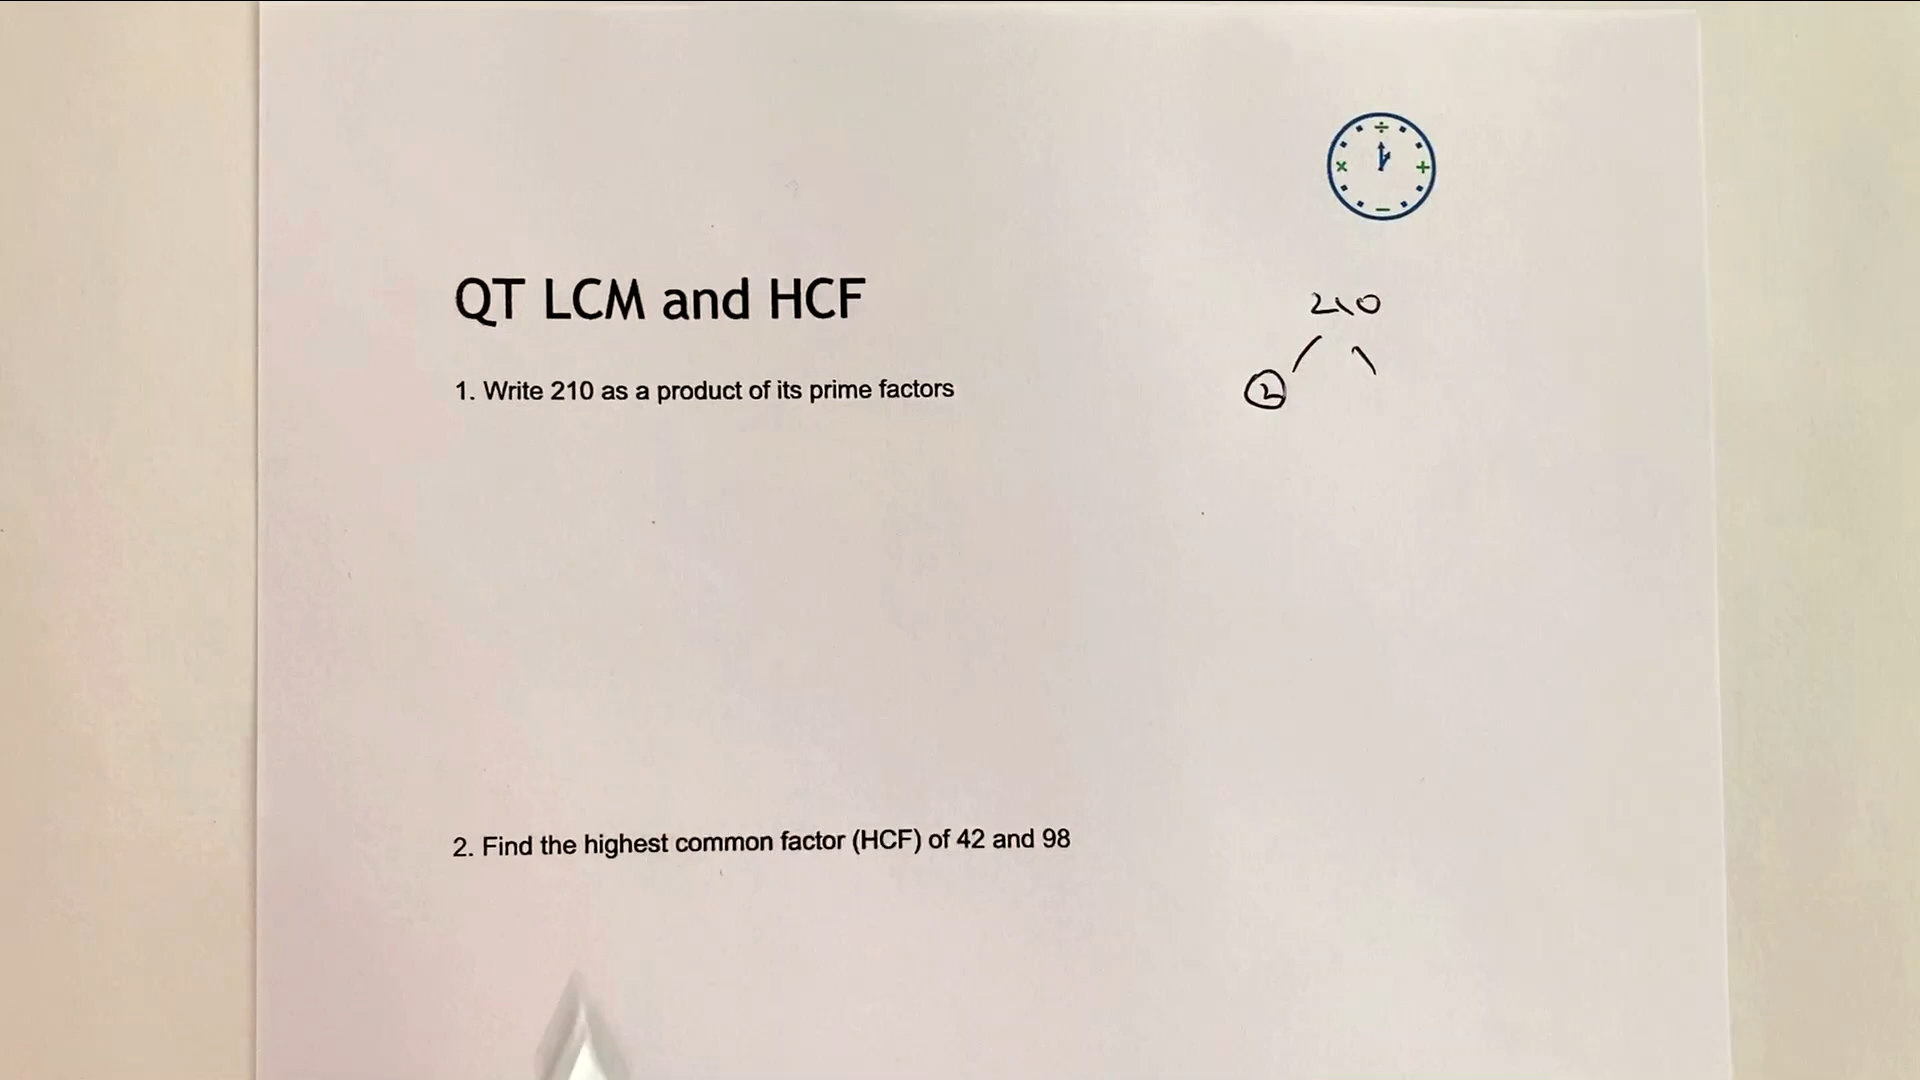 ÷
× +
−
QT LCM and HCF
210
1. Write 210 as a product of its prime factors
2
2. Find the highest common factor (HCF) of 42 and 98